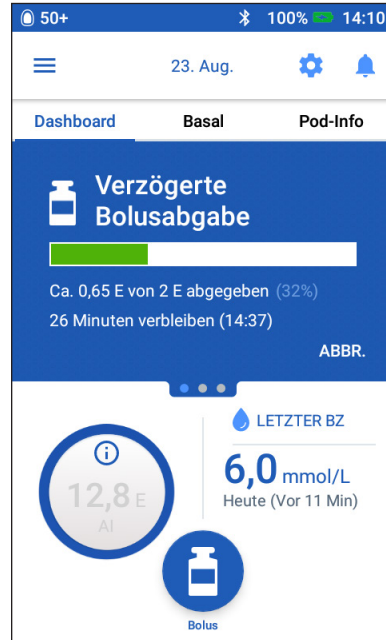 50+ 100% 14:10
23. Aug.
Dashboard Basal Pod-Info
Verzögerte
Bolusabgabe
Ca. 0,65 E von 2 E abgegeben (32%)
26 Minuten verbleiben (14:37)
ABBR.
LETZTER BZ
6,0 mmol/L
Heute (Vor 11 Min)
12,8 E
AI
Bolus